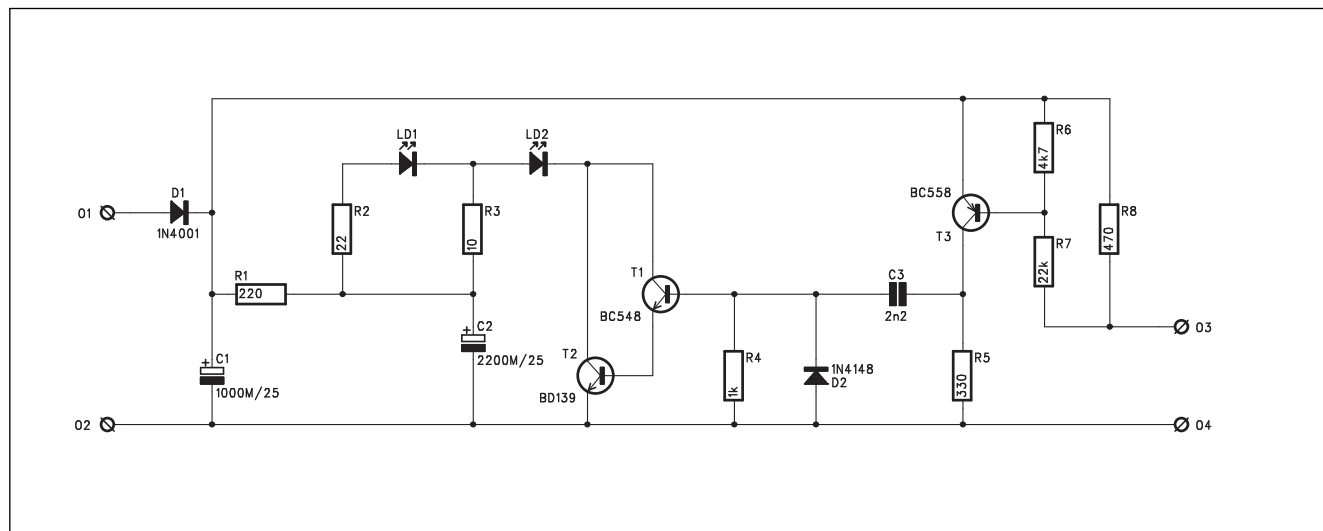 LD1
LD2
R6
4k7
D1
1N4001
O1
R2
22
R3
10
BC558
T3
R8
470
R7
22k
R1
220
T1
BC548
C3
2n2
O3
C2
2200M/25
C1
1000M/25
T2
BD139
R4
1k
1N4148
D2
R5
330
O2
O4